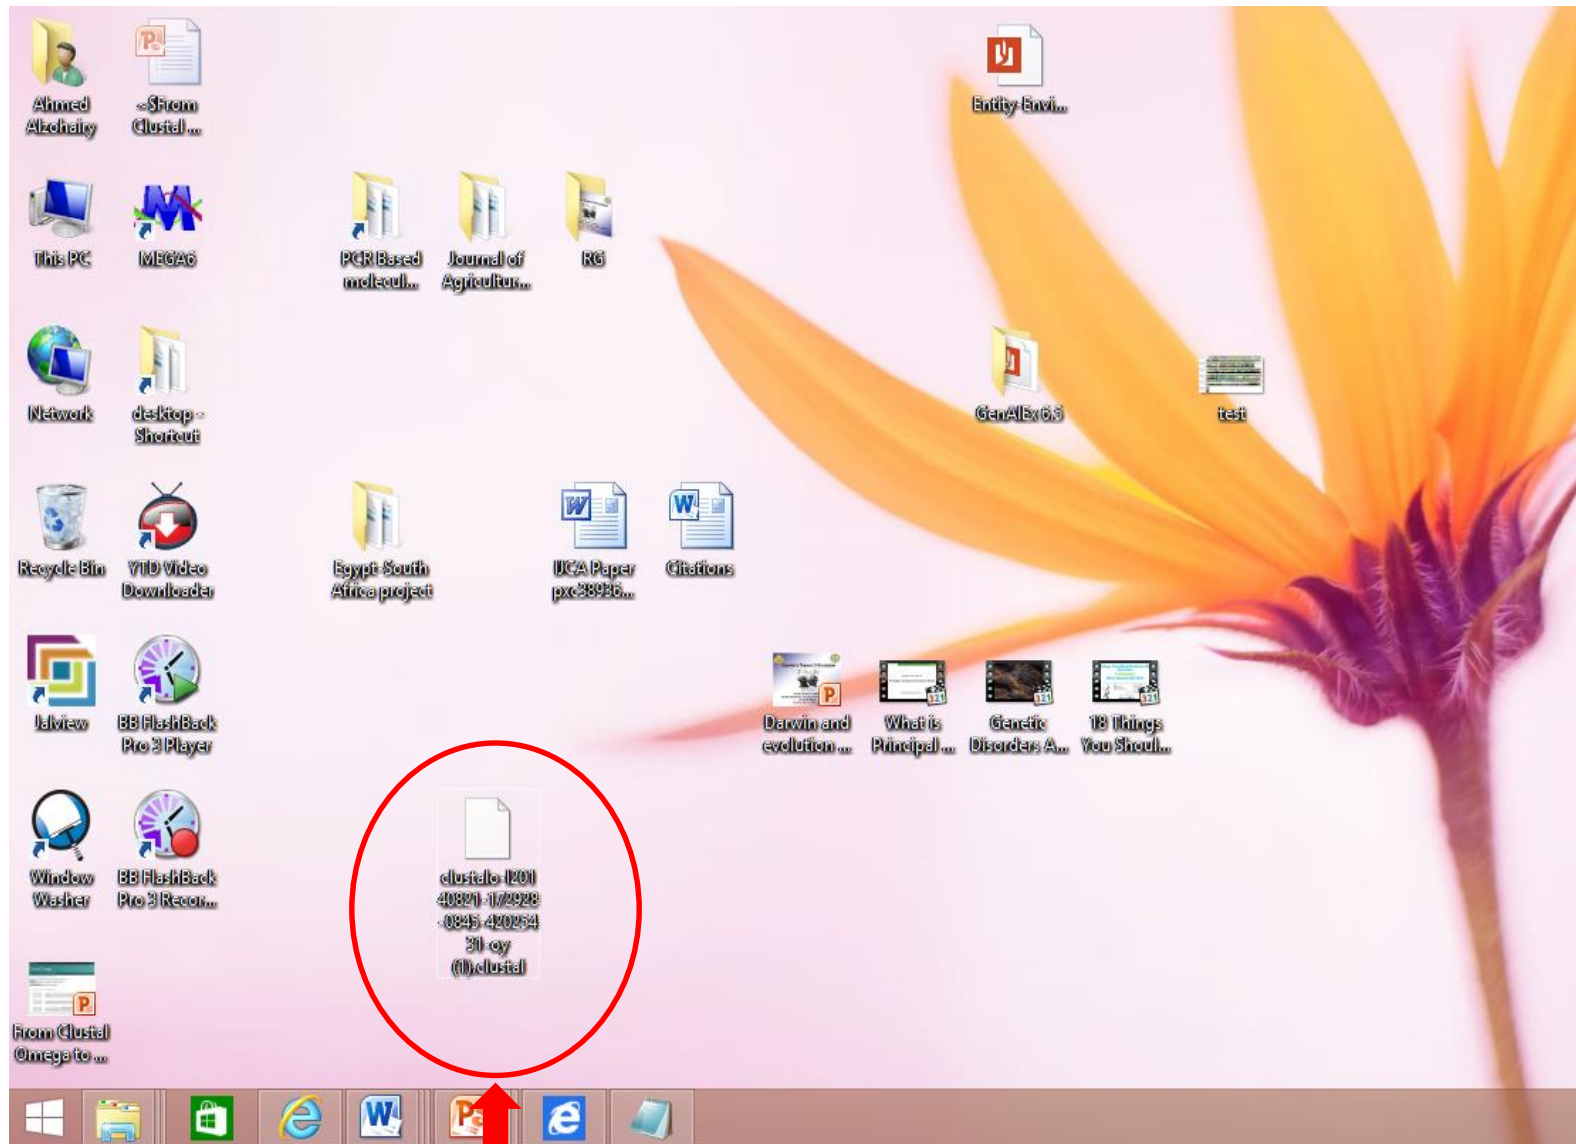 Ahmed
Alzohairy
~$From
Clustal ...
Entity-Envi...
This PC
MEGA6
PCR Based
molecul...
Journal of
Agricultur...
RG
Network
desktop -
Shortcut
GenAlEx 6.5
test
Recycle Bin
YTD Video
Downloader
Egypt-South
Africa project
IJCA Paper
pxc38936...
Citations
Jalview
BB FlashBack
Pro 3 Player
Darwin and
evolution ...
What is
Principal ...
Genetic
Disorders A...
18 Things
You Shoul...
Window
Washer
BB FlashBack
Pro 3 Recor...
clustalo-I201
40821-172928
-0845-420254
31-oy
(1).clustal
From Clustal
Omega to ...